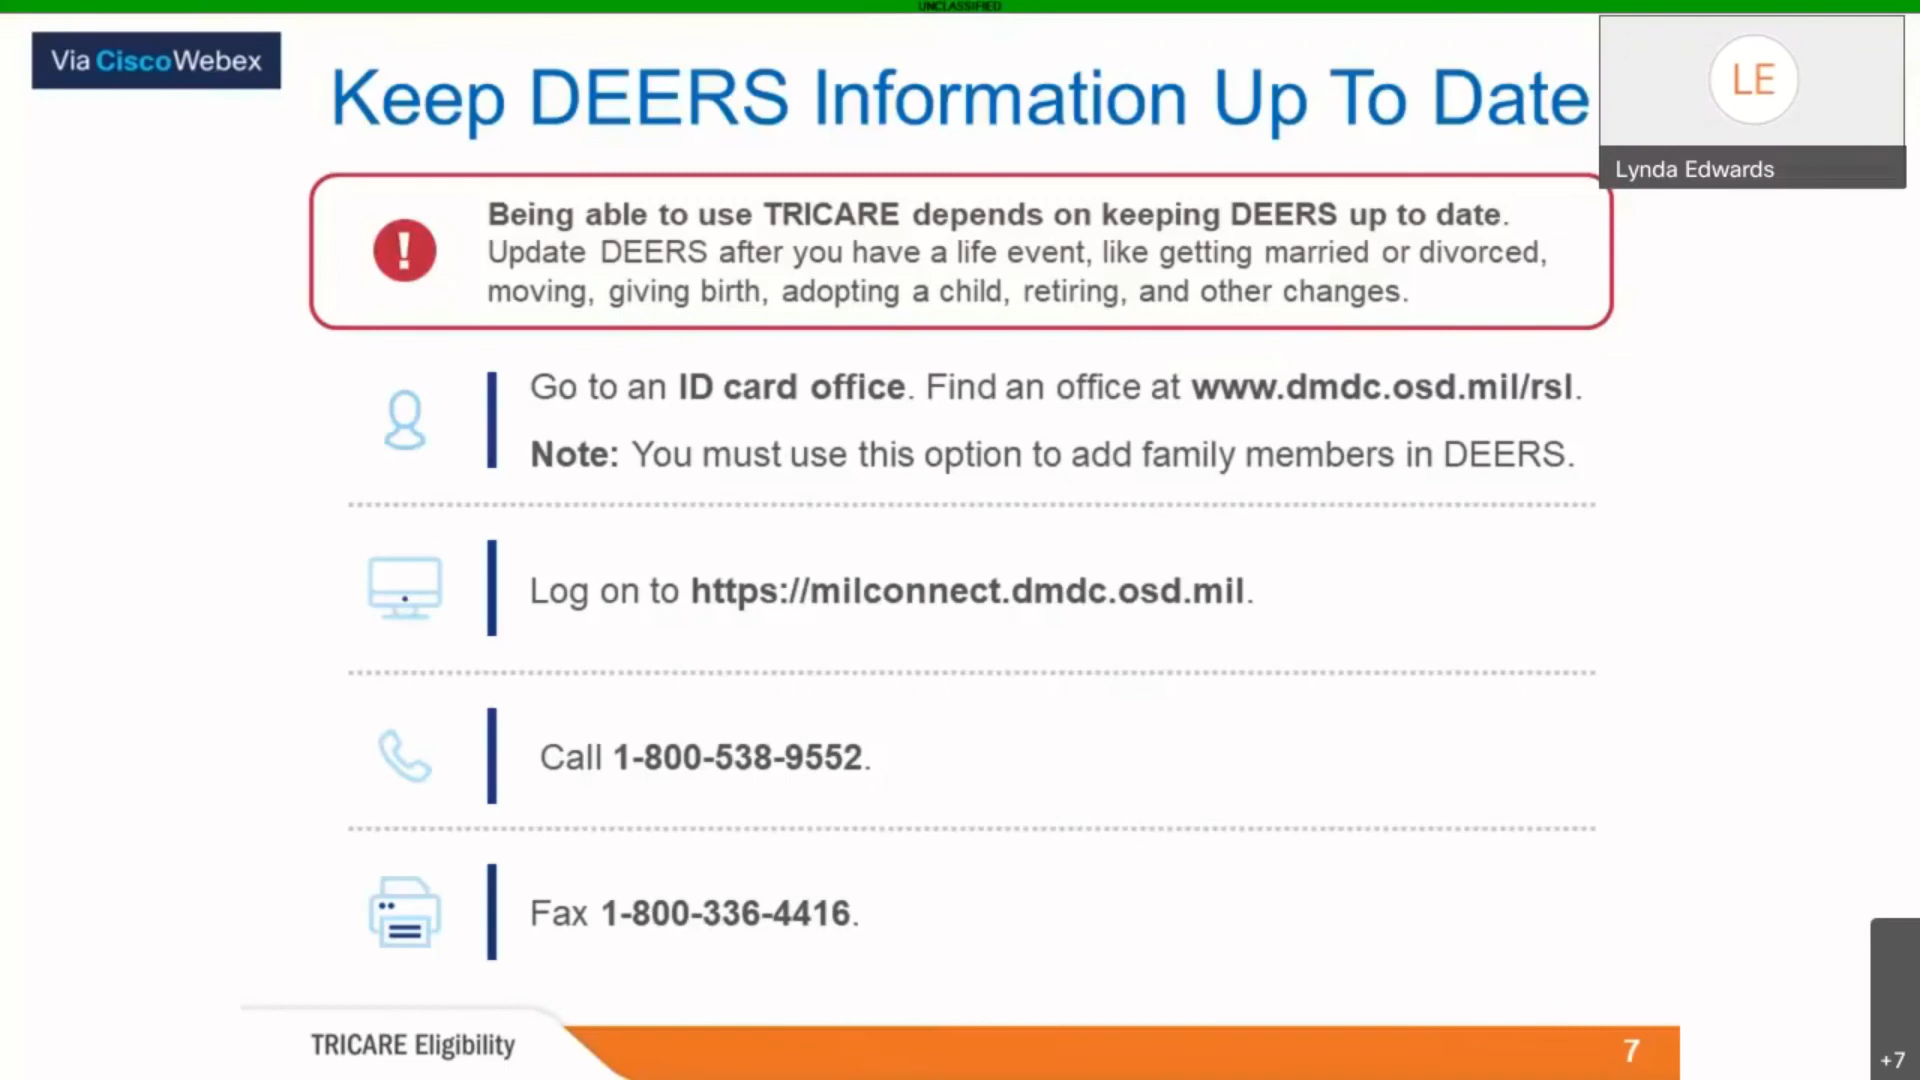 UNCLASSIFIED
Via CiscoWebex
Keep DEERS Information Up To Date
LE
Lynda Edwards
Being able to use TRICARE depends on keeping DEERS up to date.
Update DEERS after you have a life event, like getting married or divorced,
moving, giving birth, adopting a child, retiring, and other changes.
Go to an ID card office. Find an office at www.dmdc.osd.mil/rsl.
Note: You must use this option to add family members in DEERS.
Log on to https://milconnect.dmdc.osd.mil.
Call 1-800-538-9552.
Fax 1-800-336-4416.
TRICARE Eligibility
7
+7